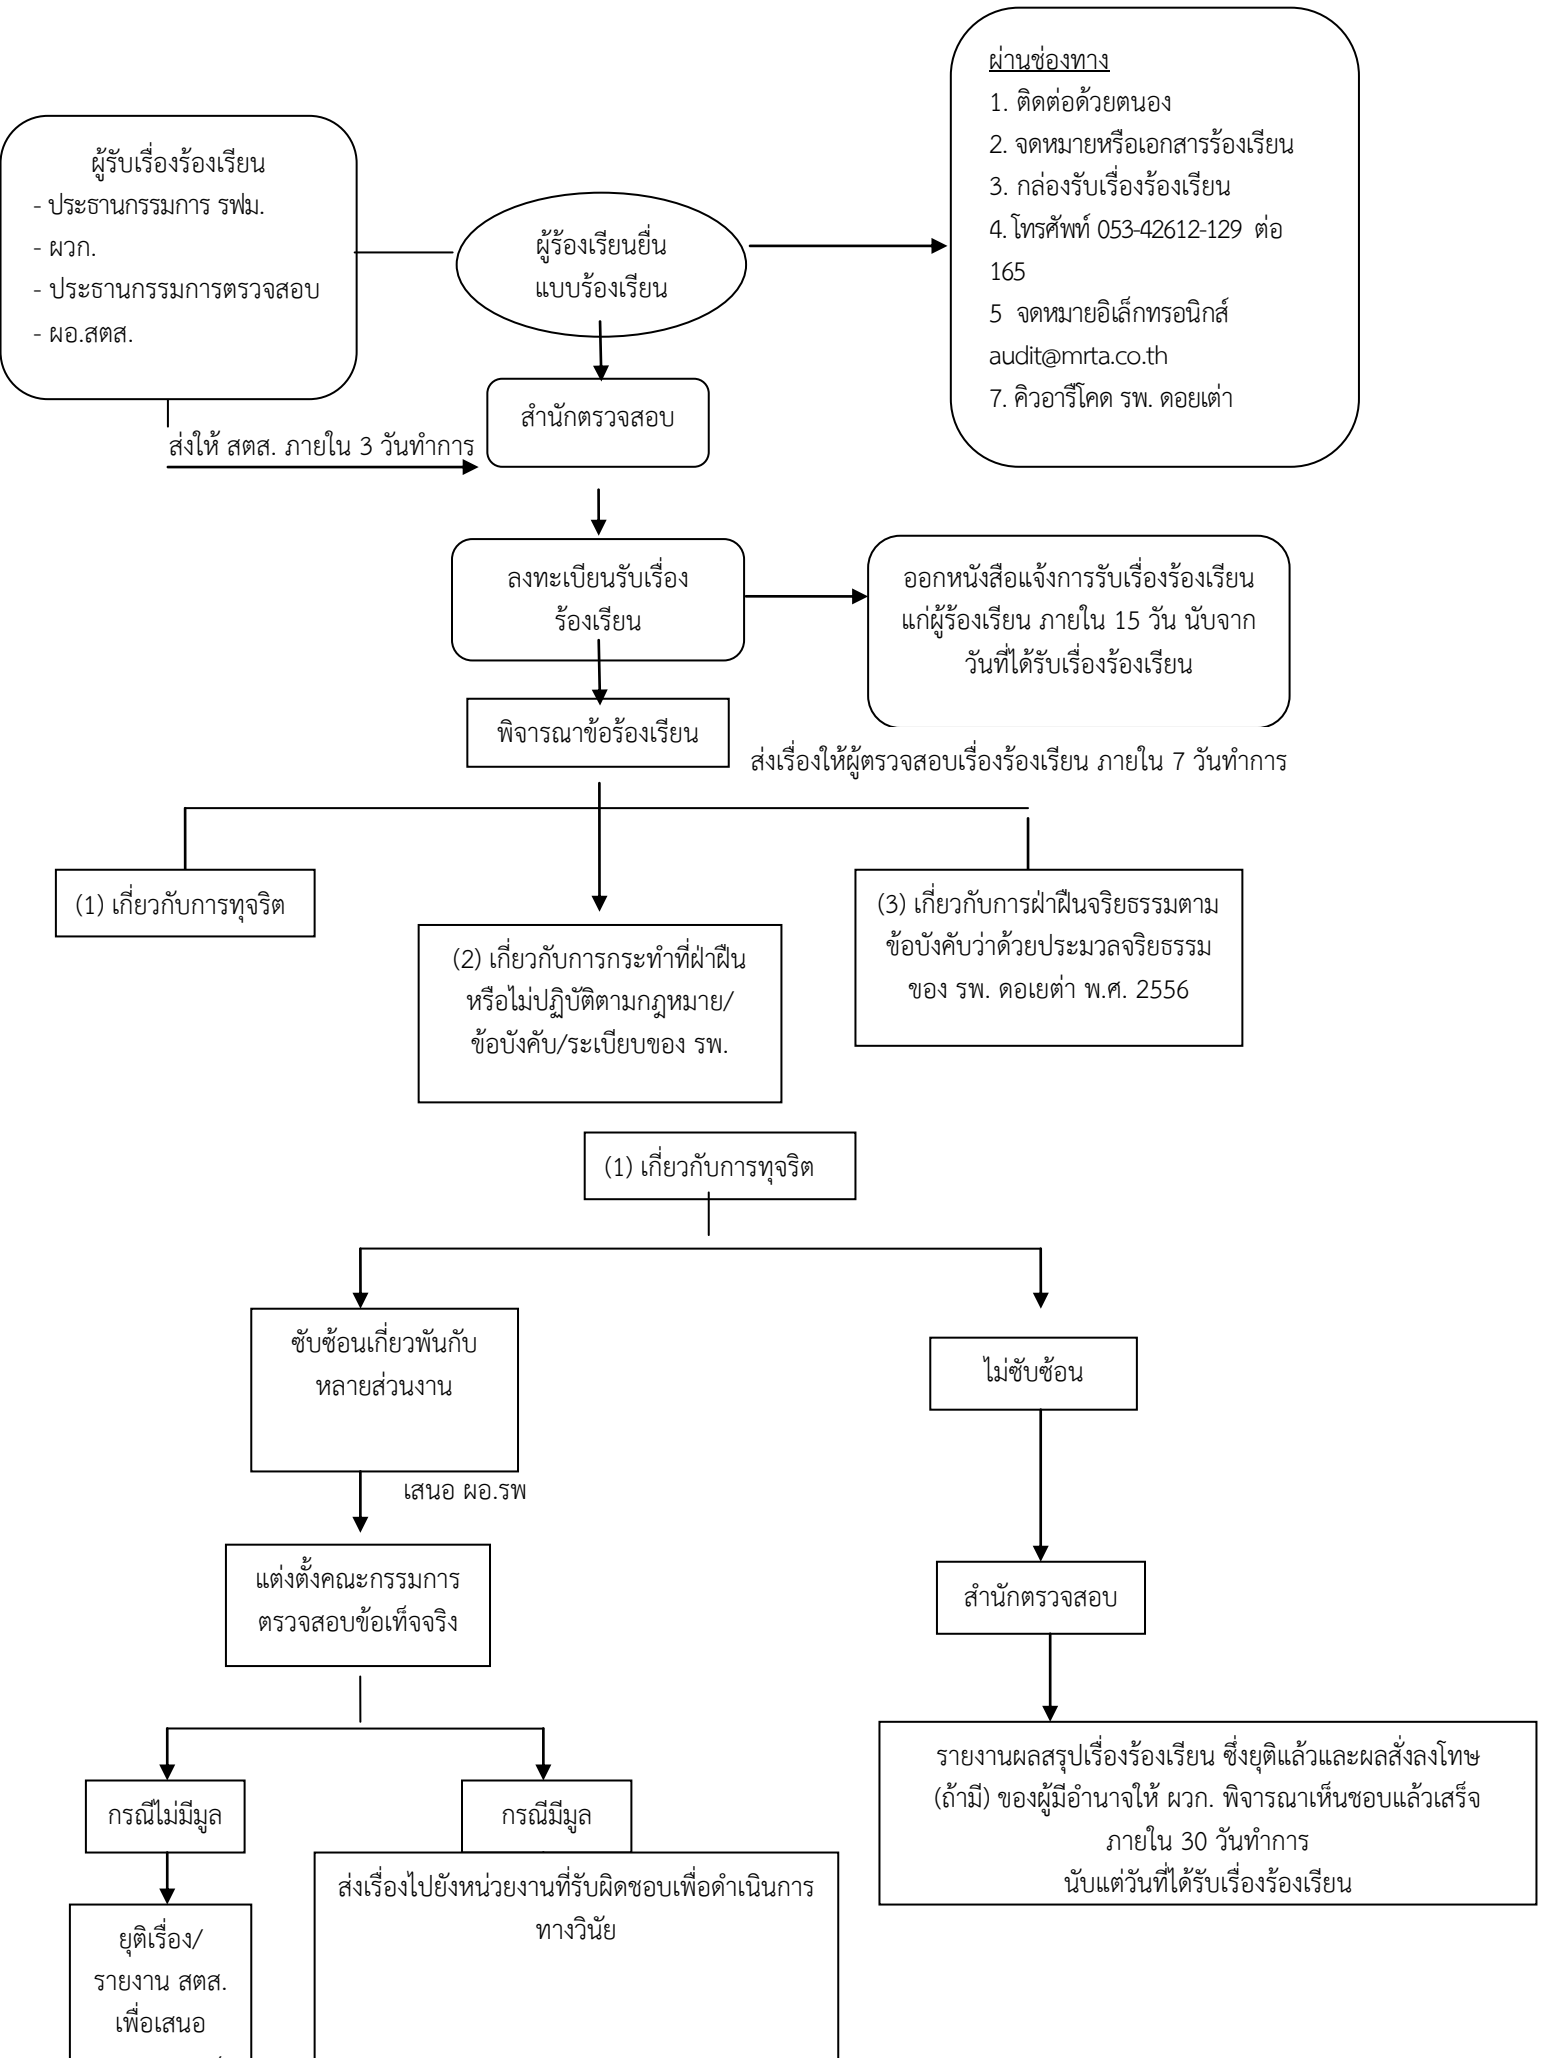 ผ่านช่องทาง
1. ติดต่อด้วยตนอง
2. จดหมายหรือเอกสารร้องเรียน
3. กล่องรับเรื่องร้องเรียน
4. โทรศัพท์ 053-42612-129 ต่อ
165
5 จดหมายอิเล็กทรอนิกส์
audit@mrta.co.th
7. คิวอารืโคด รพ. ดอยเต่า
ผู้รับเรื่องร้องเรียน
- ประธานกรรมการ รฟม.
- ผวก.
- ประธานกรรมการตรวจสอบ
- ผอ.สตส.
ผู้ร้องเรียนยื่น
แบบร้องเรียน
สำนักตรวจสอบ
ส่งให้ สตส. ภายใน 3 วันทำการ
ลงทะเบียนรับเรื่อง
ร้องเรียน
ออกหนังสือแจ้งการรับเรื่องร้องเรียน
แก่ผู้ร้องเรียน ภายใน 15 วัน นับจาก
วันที่ได้รับเรื่องร้องเรียน
พิจารณาข้อร้องเรียน
ส่งเรื่องให้ผู้ตรวจสอบเรื่องร้องเรียน ภายใน 7 วันทำการ
(1) เกี่ยวกับการทุจริต
(2) เกี่ยวกับการกระทำที่ฝ่าฝืน
หรือไม่ปฏิบัติตามกฎหมาย/
ข้อบังคับ/ระเบียบของ รพ.
(3) เกี่ยวกับการฝ่าฝืนจริยธรรมตาม
ข้อบังคับว่าด้วยประมวลจริยธรรม
ของ รพ. ดอเยต่า พ.ศ. 2556
(1) เกี่ยวกับการทุจริต
ซับซ้อนเกี่ยวพันกับ
หลายส่วนงาน
ไม่ซับซ้อน
เสนอ ผอ.รพ
แต่งตั้งคณะกรรมการ
ตรวจสอบข้อเท็จจริง
สำนักตรวจสอบ
กรณีไม่มีมูล
กรณีมีมูล
รายงานผลสรุปเรื่องร้องเรียน ซึ่งยุติแล้วและผลสั่งลงโทษ
(ถ้ามี) ของผู้มีอำนาจให้ ผวก. พิจารณาเห็นชอบแล้วเสร็จ
ภายใน 30 วันทำการ
นับแต่วันที่ได้รับเรื่องร้องเรียน
ส่งเรื่องไปยังหน่วยงานที่รับผิดชอบเพื่อดำเนินการ
ทางวินัย
ยุติเรื่อง/
รายงาน สตส.
เพื่อเสนอ